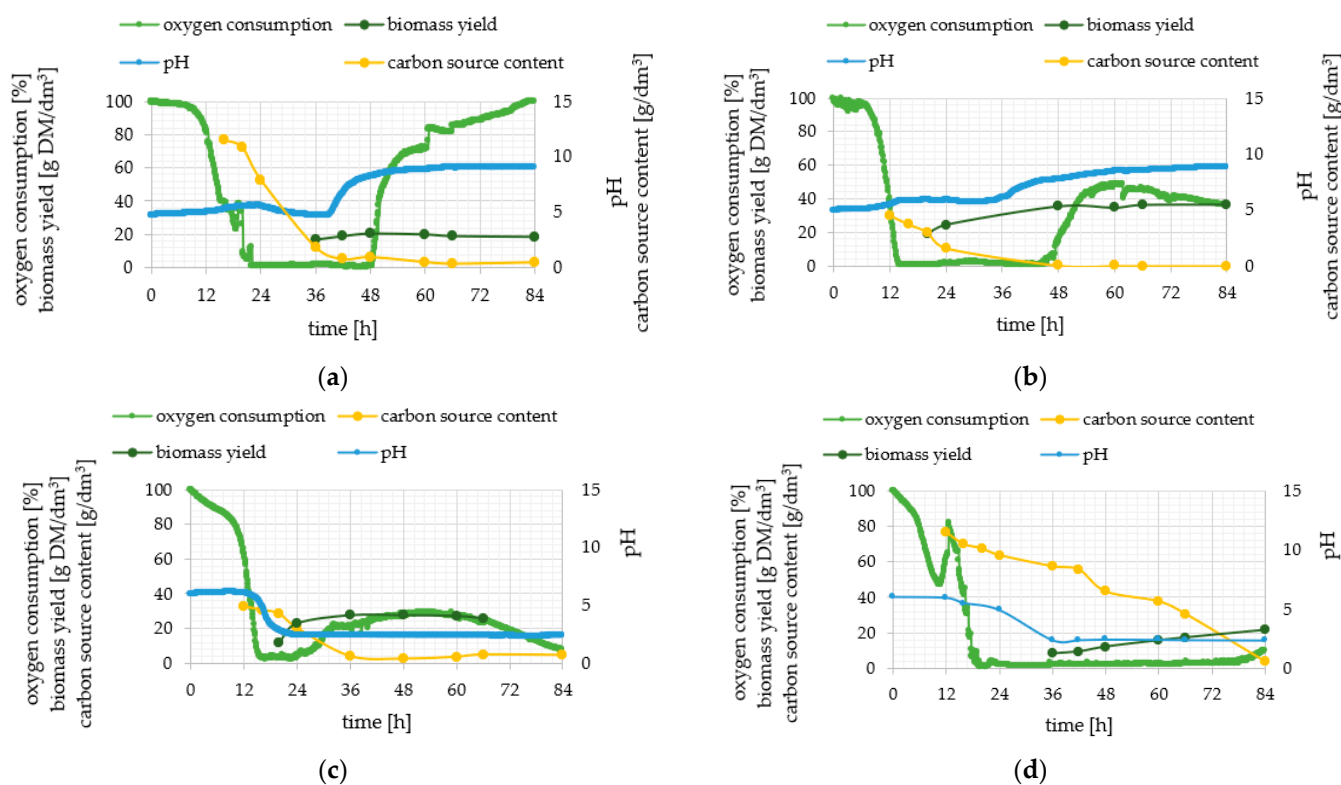 oxygen consumption
biomass yield
pH
carbon source content
oxygen consumption [%]
biomass yield [g DM/dm³]
100
80
60
40
20
0
15
10
5
0
pH
carbon source content [g/dm³]
0 12 24 36 48 60 72 84
time [h]
(a)
oxygen consumption
biomass yield
pH
carbon source content
oxygen consumption [%]
biomass yield [g DM/dm³]
100
80
60
40
20
0
15
10
5
0
pH
carbon source content [g/dm³]
0 12 24 36 48 60 72 84
time [h]
(b)
oxygen consumption
carbon source content
biomass yield
pH
oxygen consumption [%]
biomass yield [g DM/dm³]
carbon source content [g/dm³]
100
80
60
40
20
0
15
10
5
0
pH
0 12 24 36 48 60 72 84
time [h]
(c)
oxygen consumption
carbon source content
biomass yield
pH
oxygen consumption [%]
biomass yield [g DM/dm³]
carbon source content [g/dm³]
100
80
60
40
20
0
15
10
5
0
pH
0 12 24 36 48 60 72 84
time [h]
(d)